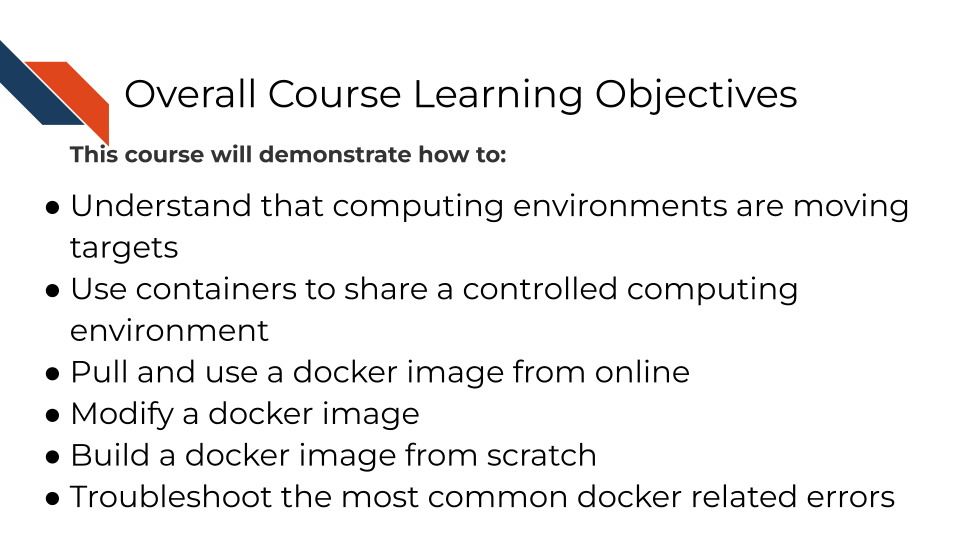 Overall Course Learning Objectives
This course will demonstrate how to:
● Understand that computing environments are moving
targets
● Use containers to share a controlled computing
environment
● Pull and use a docker image from online
● Modify a docker image
● Build a docker image from scratch
● Troubleshoot the most common docker related errors